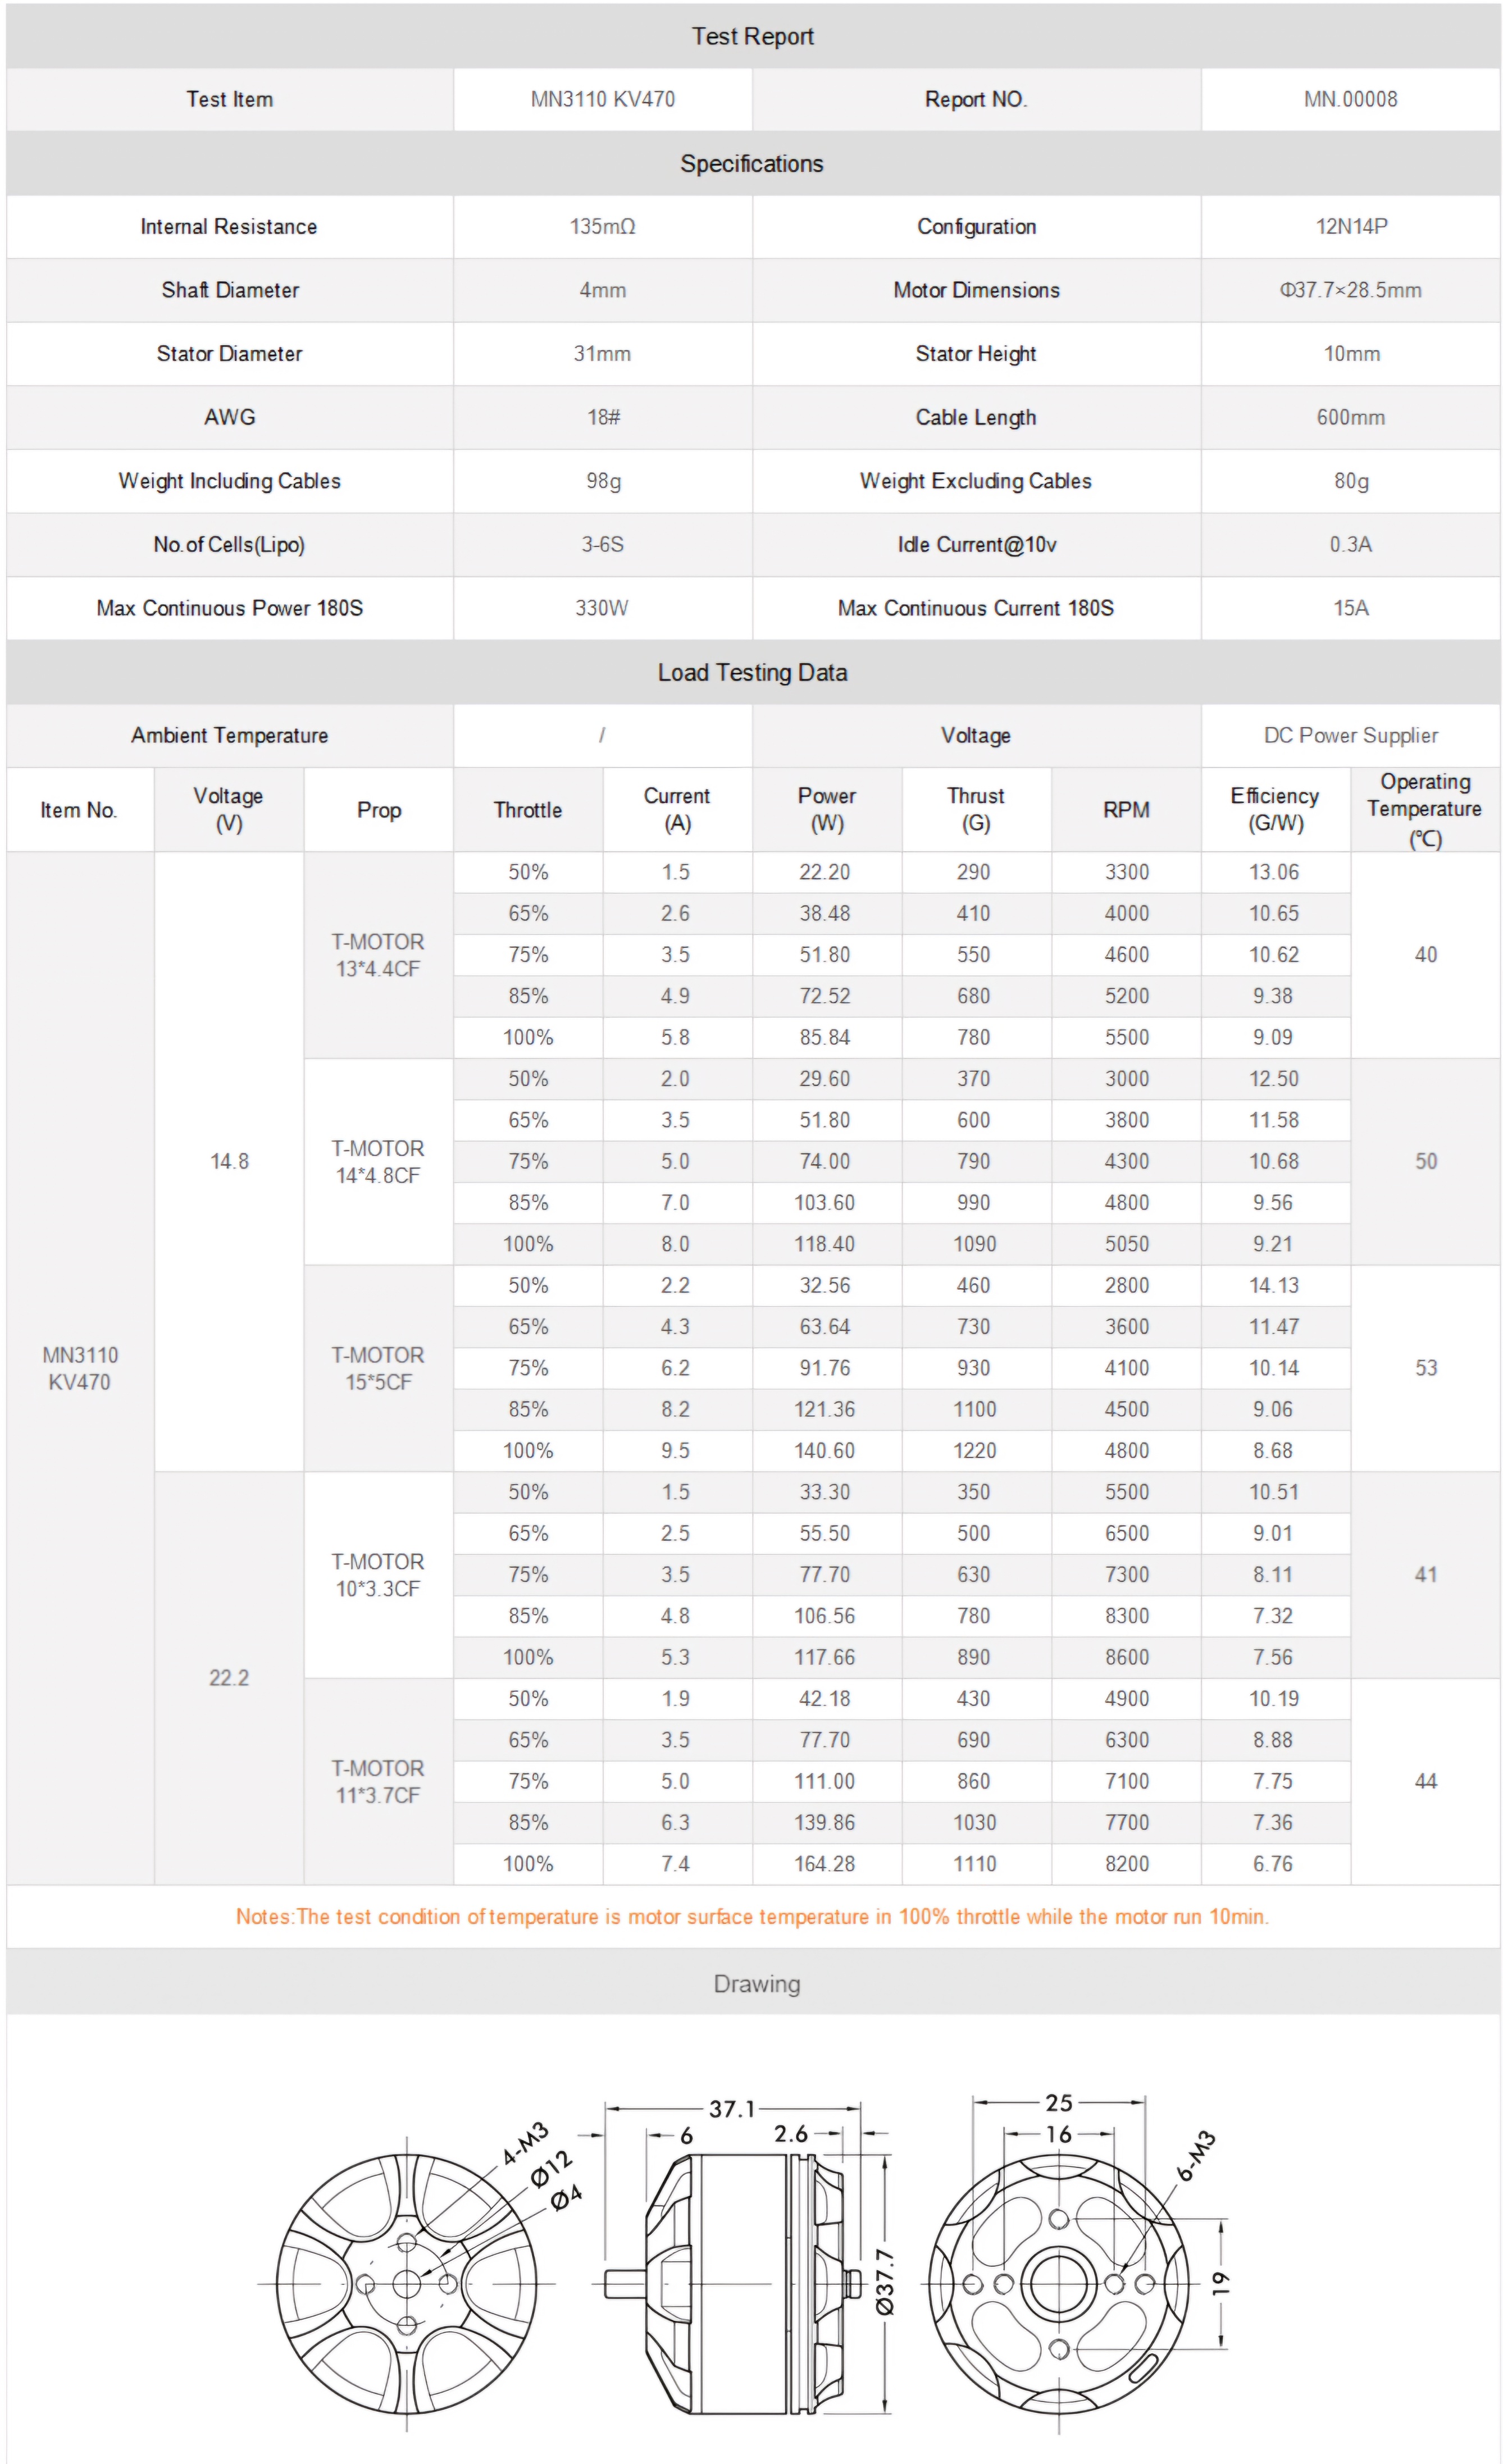 Test Report
Test Item MN3110 KV470 Report NO. MN.00008
Specifications
Internal Resistance 135mΩ Configuration 12N14P
Shaft Diameter 4mm Motor Dimensions Φ37.7×28.5mm
Stator Diameter 31mm Stator Height 10mm
AWG 18# Cable Length 600mm
Weight Including Cables 98g Weight Excluding Cables 80g
No.of Cells(Lipo) 3-6S Idle Current@10v 0.3A
Max Continuous Power 180S 330W Max Continuous Current 180S 15A
Load Testing Data
Ambient Temperature / Voltage DC Power Supplier
Item No. Voltage (V) Prop Throttle Current (A) Power (W) Thrust (G) RPM Efficiency (G/W) Operating Temperature (℃)
MN3110 KV470
14.8
T-MOTOR 13*4.4CF
50% 1.5 22.20 290 3300 13.06
65% 2.6 38.48 410 4000 10.65
75% 3.5 51.80 550 4600 10.62
85% 4.9 72.52 680 5200 9.38
100% 5.8 85.84 780 5500 9.09
40
T-MOTOR 14*4.8CF
50% 2.0 29.60 370 3000 12.50
65% 3.5 51.80 600 3800 11.58
75% 5.0 74.00 790 4300 10.68
85% 7.0 103.60 990 4800 9.56
100% 8.0 118.40 1090 5050 9.21
50
T-MOTOR 15*5CF
50% 2.2 32.56 460 2800 14.13
65% 4.3 63.64 730 3600 11.47
75% 6.2 91.76 930 4100 10.14
85% 8.2 121.36 1100 4500 9.06
100% 9.5 140.60 1220 4800 8.68
53
22.2
T-MOTOR 10*3.3CF
50% 1.5 33.30 350 5500 10.51
65% 2.5 55.50 500 6500 9.01
75% 3.5 77.70 630 7300 8.11
85% 4.8 106.56 780 8300 7.32
100% 5.3 117.66 890 8600 7.56
41
T-MOTOR 11*3.7CF
50% 1.9 42.18 430 4900 10.19
65% 3.5 77.70 690 6300 8.88
75% 5.0 111.00 860 7100 7.75
85% 6.3 139.86 1030 7700 7.36
100% 7.4 164.28 1110 8200 6.76
44
Notes:The test condition of temperature is motor surface temperature in 100% throttle while the motor run 10min.
Drawing
4-M3
Ø12
Ø4
37.1
6
2.6
Ø37.7
25
16
6-M3
19